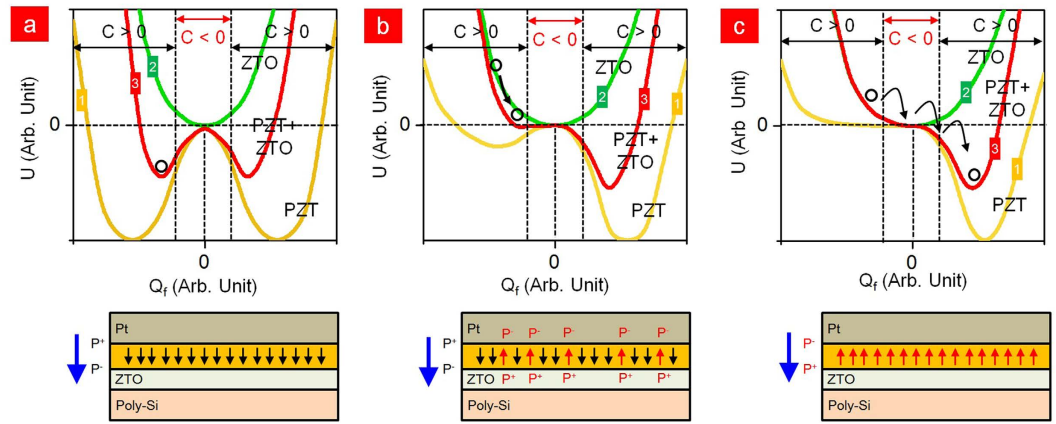 a
C > 0
C < 0
C > 0
ZTO
1
2
3
0
PZT+
ZTO
PZT
U (Arb. Unit)
0
Qf (Arb. Unit)
P+
P-
Pt
ZTO
Poly-Si
b
C > 0
C < 0
C > 0
ZTO
2
3
1
0
PZT+
ZTO
PZT
U (Arb. Unit)
0
Qf (Arb. Unit)
P+
P-
Pt
P- P- P- P- P-
ZTO
P+ P+ P+ P+ P+
Poly-Si
c
C > 0
C < 0
C > 0
ZTO
2
PZT+
ZTO
3
1
0
PZT
U (Arb Unit)
0
Qf (Arb. Unit)
P-
P+
Pt
ZTO
Poly-Si